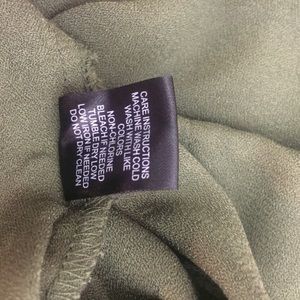 CARE INSTRUCTIONS
MACHINE WASH COLD
WASH WITH LIKE
COLORS
NON-CHLORINE
BLEACH IF NEEDED
TUMBLE DRY LOW
LOW IRON IF NEEDED
DO NOT DRY CLEAN